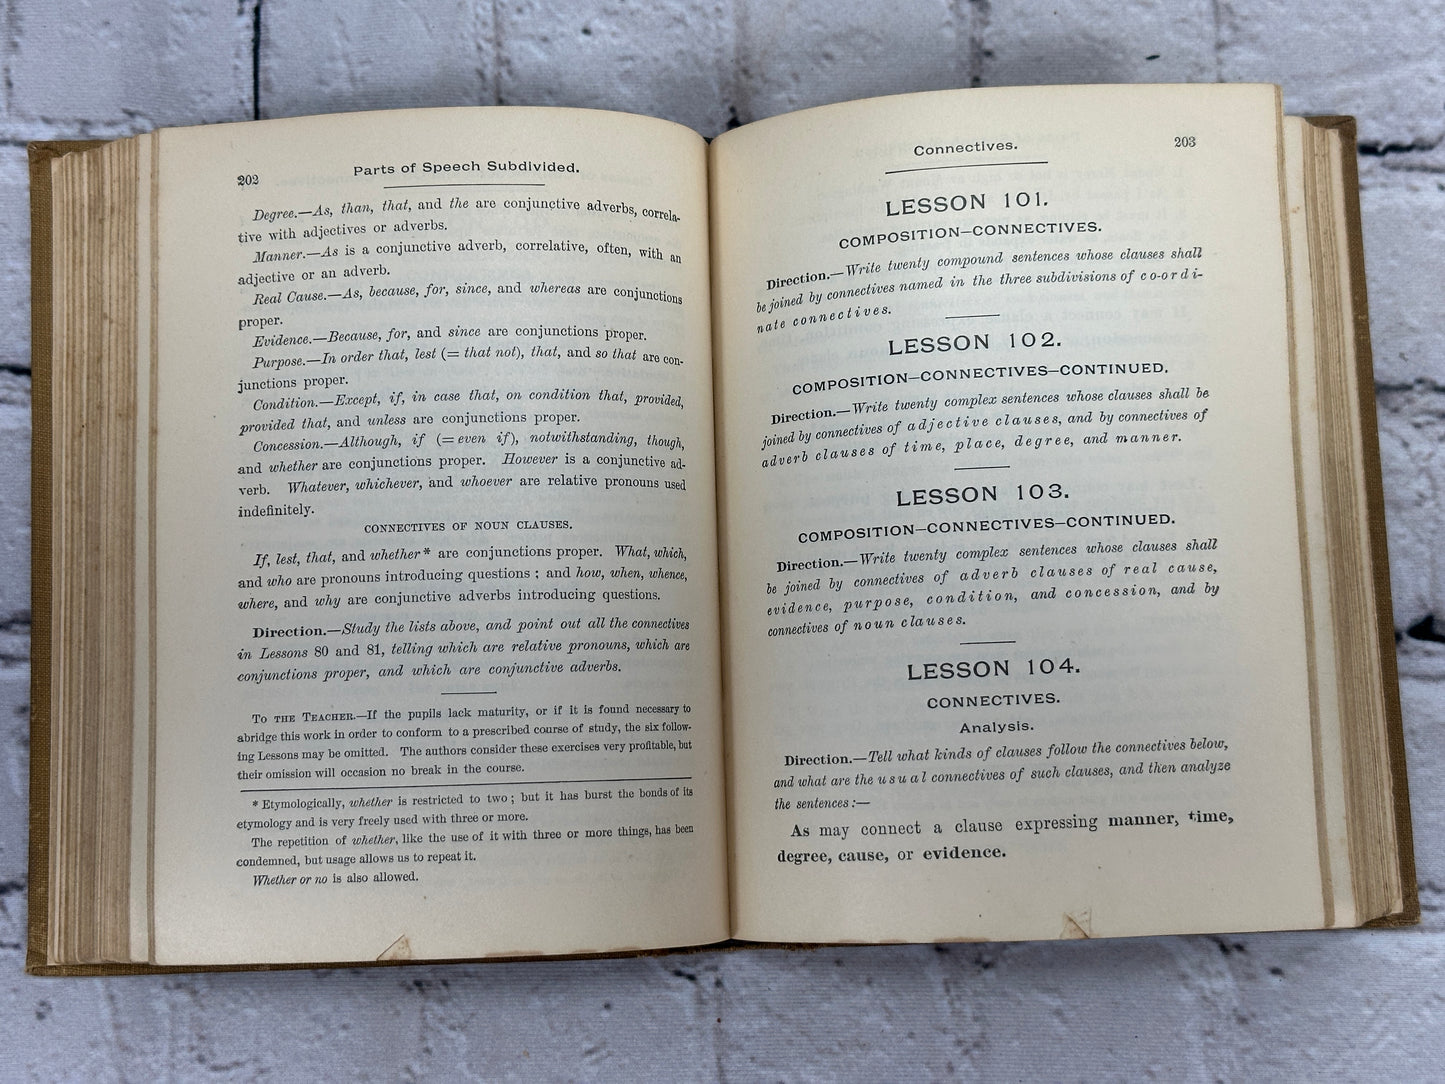 202
Parts of Speech Subdivided.
Degree.—As, than, that, and the are conjunctive adverbs, correla-
tive with adjectives or adverbs.
Manner.—As is a conjunctive adverb, correlative, often, with an
adjective or an adverb.
Real Cause.—As, because, for, since, and whereas are conjunctions
proper.
Evidence.—Because, for, and since are conjunctions proper.
Purpose.—In order that, lest (= that not), that, and so that are con-
junctions proper.
Condition.—Except, if, in case that, on condition that, provided,
provided that, and unless are conjunctions proper.
Concession.—Although, if (= even if), notwithstanding, though,
and whether are conjunctions proper. However is a conjunctive ad-
verb. Whatever, whichever, and whoever are relative pronouns used
indefinitely.
CONNECTIVES OF NOUN CLAUSES.
If, lest, that, and whether* are conjunctions proper. What, which,
and who are pronouns introducing questions; and how, when, whence,
where, and why are conjunctive adverbs introducing questions.
Direction.—Study the lists above, and point out all the connectives
in Lessons 80 and 81, telling which are relative pronouns, which are
conjunctions proper, and which are conjunctive adverbs.
TO THE TEACHER.—If the pupils lack maturity, or if it is found necessary to
abridge this work in order to conform to a prescribed course of study, the six follow-
ing Lessons may be omitted. The authors consider these exercises very profitable, but
their omission will occasion no break in the course.
* Etymologically, whether is restricted to two; but it has burst the bonds of its
etymology and is very freely used with three or more.
The repetition of whether, like the use of it with three or more things, has been
condemned, but usage allows us to repeat it.
Whether or no is also allowed.
Connectives.
203
LESSON 101.
COMPOSITION—CONNECTIVES.
Direction.—Write twenty compound sentences whose clauses shall
be joined by connectives named in the three subdivisions of co-ordi-
nate connectives.
LESSON 102.
COMPOSITION—CONNECTIVES—CONTINUED.
Direction.—Write twenty complex sentences whose clauses shall be
joined by connectives of adjective clauses, and by connectives of
adverb clauses of time, place, degree, and manner.
LESSON 103.
COMPOSITION—CONNECTIVES—CONTINUED.
Direction.—Write twenty complex sentences whose clauses shall
be joined by connectives of adverb clauses of real cause,
evidence, purpose, condition, and concession, and by
connectives of noun clauses.
LESSON 104.
CONNECTIVES.
Analysis.
Direction.—Tell what kinds of clauses follow the connectives below,
and what are the usual connectives of such clauses, and then analyze
the sentences:—
As may connect a clause expressing manner, time,
degree, cause, or evidence.